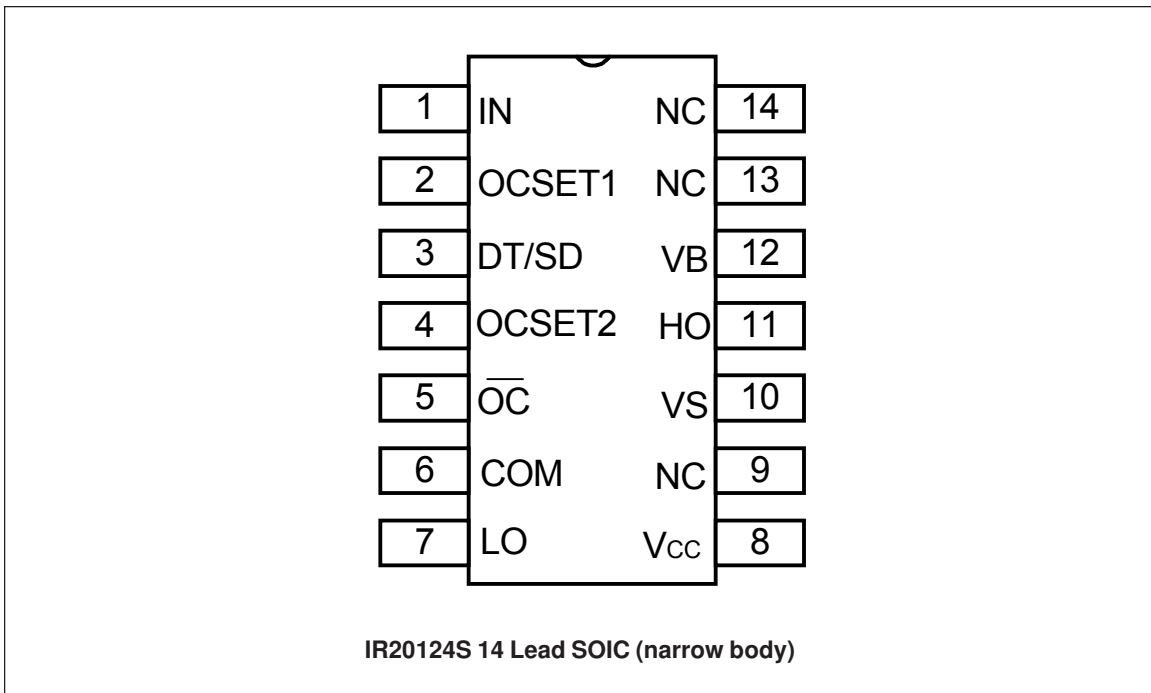 1 IN NC 14
2 OCSET1 NC 13
3 DT/SD VB 12
4 OCSET2 HO 11
5 O̅C̅ VS 10
6 COM NC 9
7 LO VCC 8
IR20124S 14 Lead SOIC (narrow body)